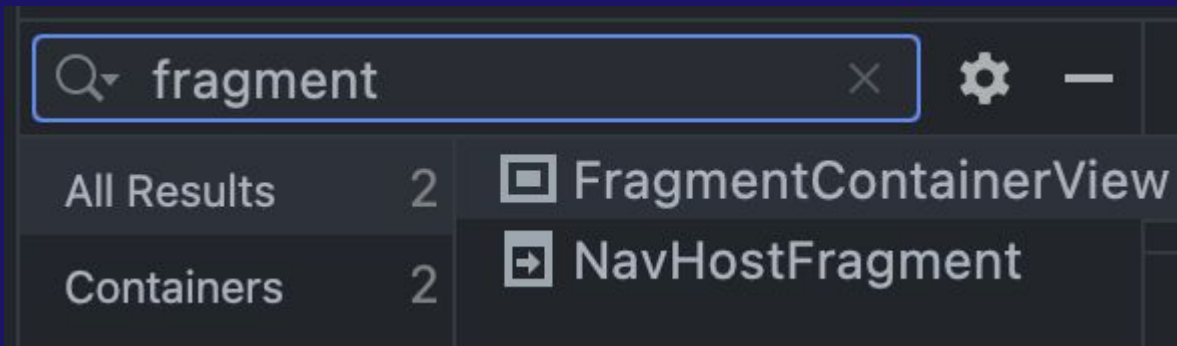 fragment
All Results 2
Containers 2
FragmentContainerView
NavHostFragment